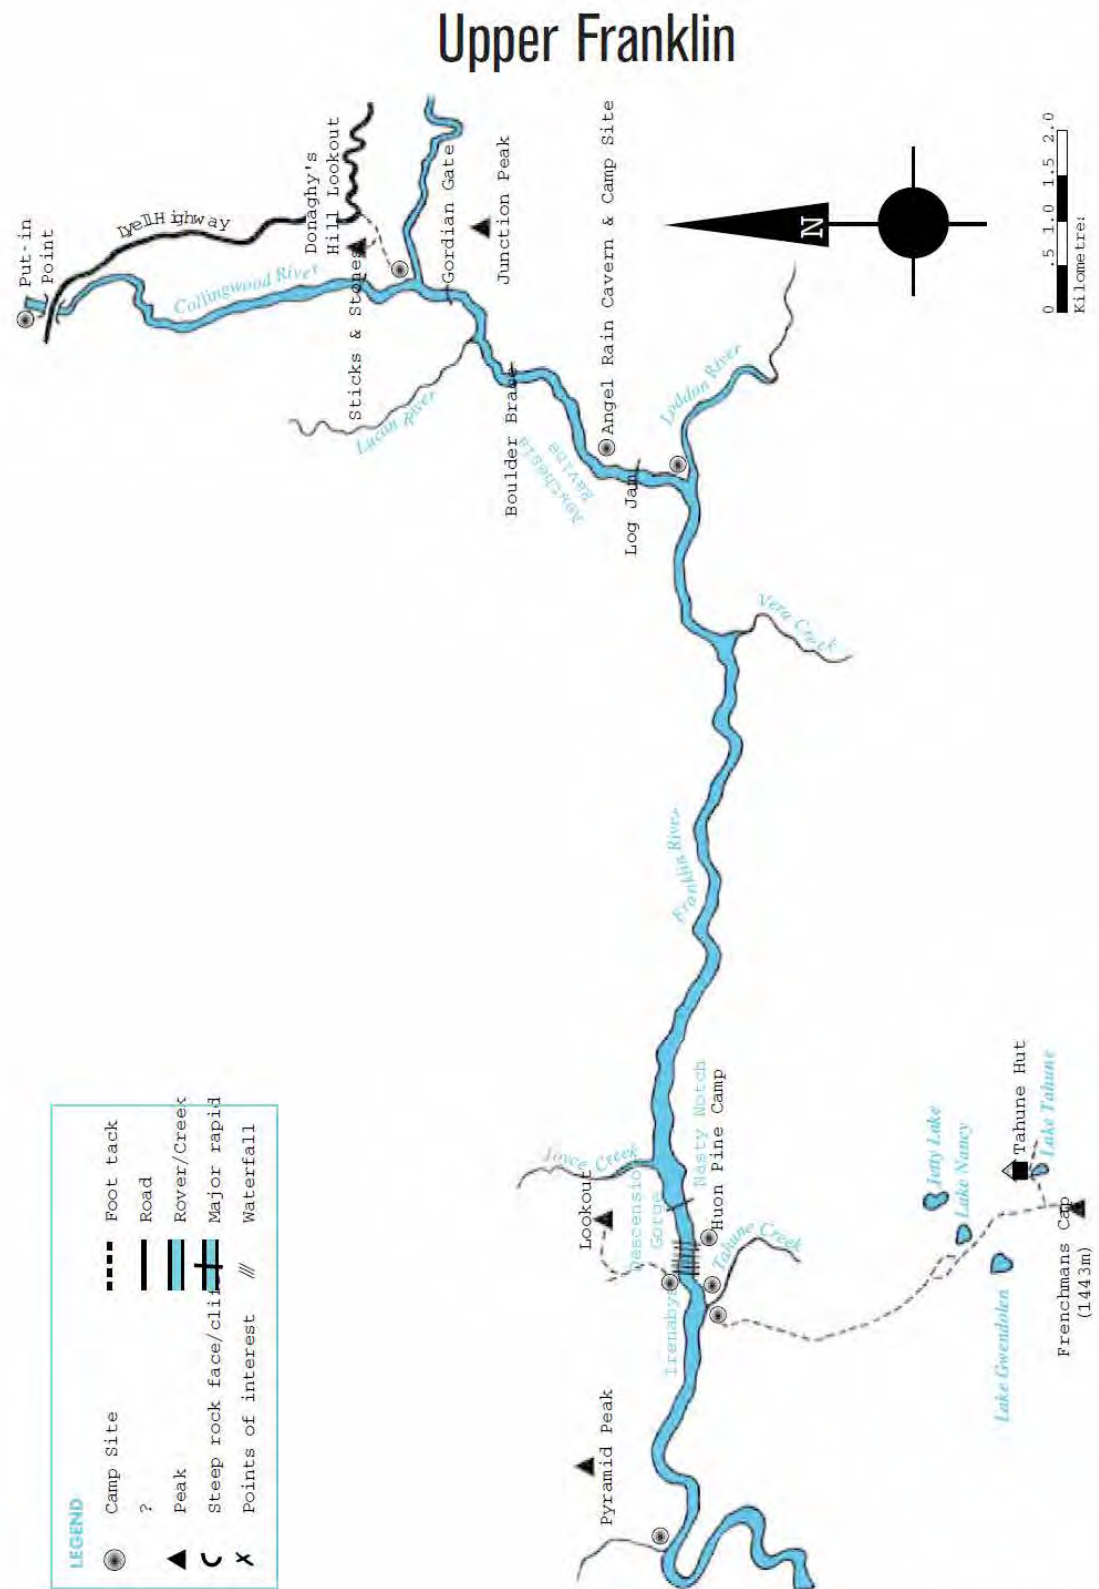 Upper Franklin
Put-in
Point
Lyell Highway
Donaghy's
Hill Lookout
Collingwood River
Sticks & Stones
Gordian Gate
Junction Peak
Lucan River
Boulder Brace
Angel Rain Cavern & Camp Site
Ravine
Log Jam
Loddon River
N
0 .5 1.0 1.5 2.0
Kilometres
Vera Creek
Franklin River
Joyce Creek
Lookout
Descension
Gorge
Nasty Notch
Huon Pine Camp
Tahune Creek
Irenabyss
Jetty Lake
Lake Nancy
Tahune Hut
Lake Tahune
Lake Gwendolen
Frenchmans Cap
(1443m)
Pyramid Peak
LEGEND
Camp Site
?
Peak
Steep rock face/cliff
Points of interest
Foot tack
Road
Rover/Creek
Major rapid
Waterfall